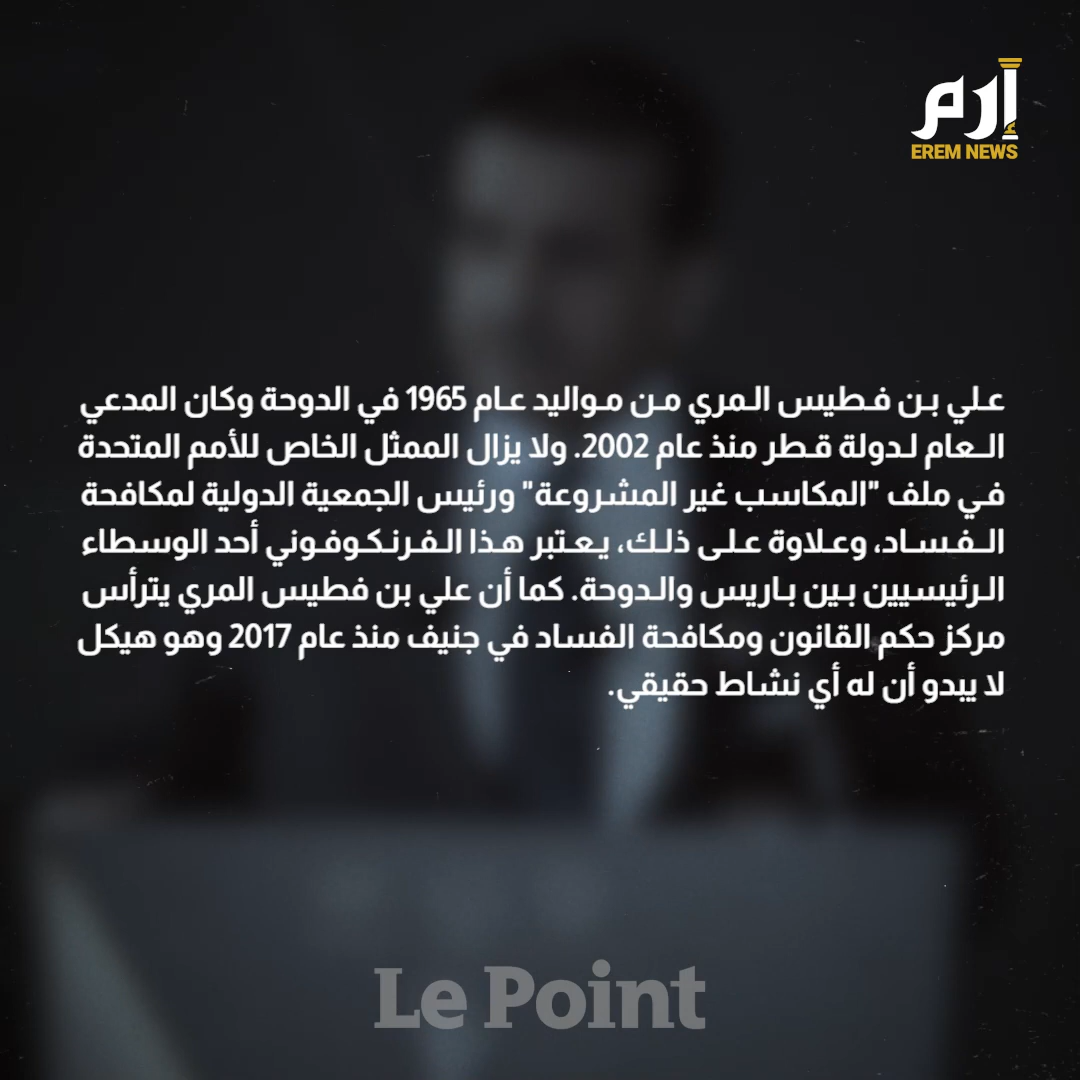 إرم
EREM NEWS
علي بن فطيس المري من مواليد عام 1965 في الدوحة وكان المدعي
العام لدولة قطر منذ عام 2002. ولا يزال الممثل الخاص للأمم المتحدة
في ملف "المكاسب غير المشروعة" ورئيس الجمعية الدولية لمكافحة
الفساد، وعلاوة على ذلك، يعتبر هذا الفرنكوفوني أحد الوسطاء
الرئيسيين بين باريس والدوحة. كما أن علي بن فطيس المري يترأس
مركز حكم القانون ومكافحة الفساد في جنيف منذ عام 2017 وهو هيكل
لا يبدو أن له أي نشاط حقيقي.
Le Point